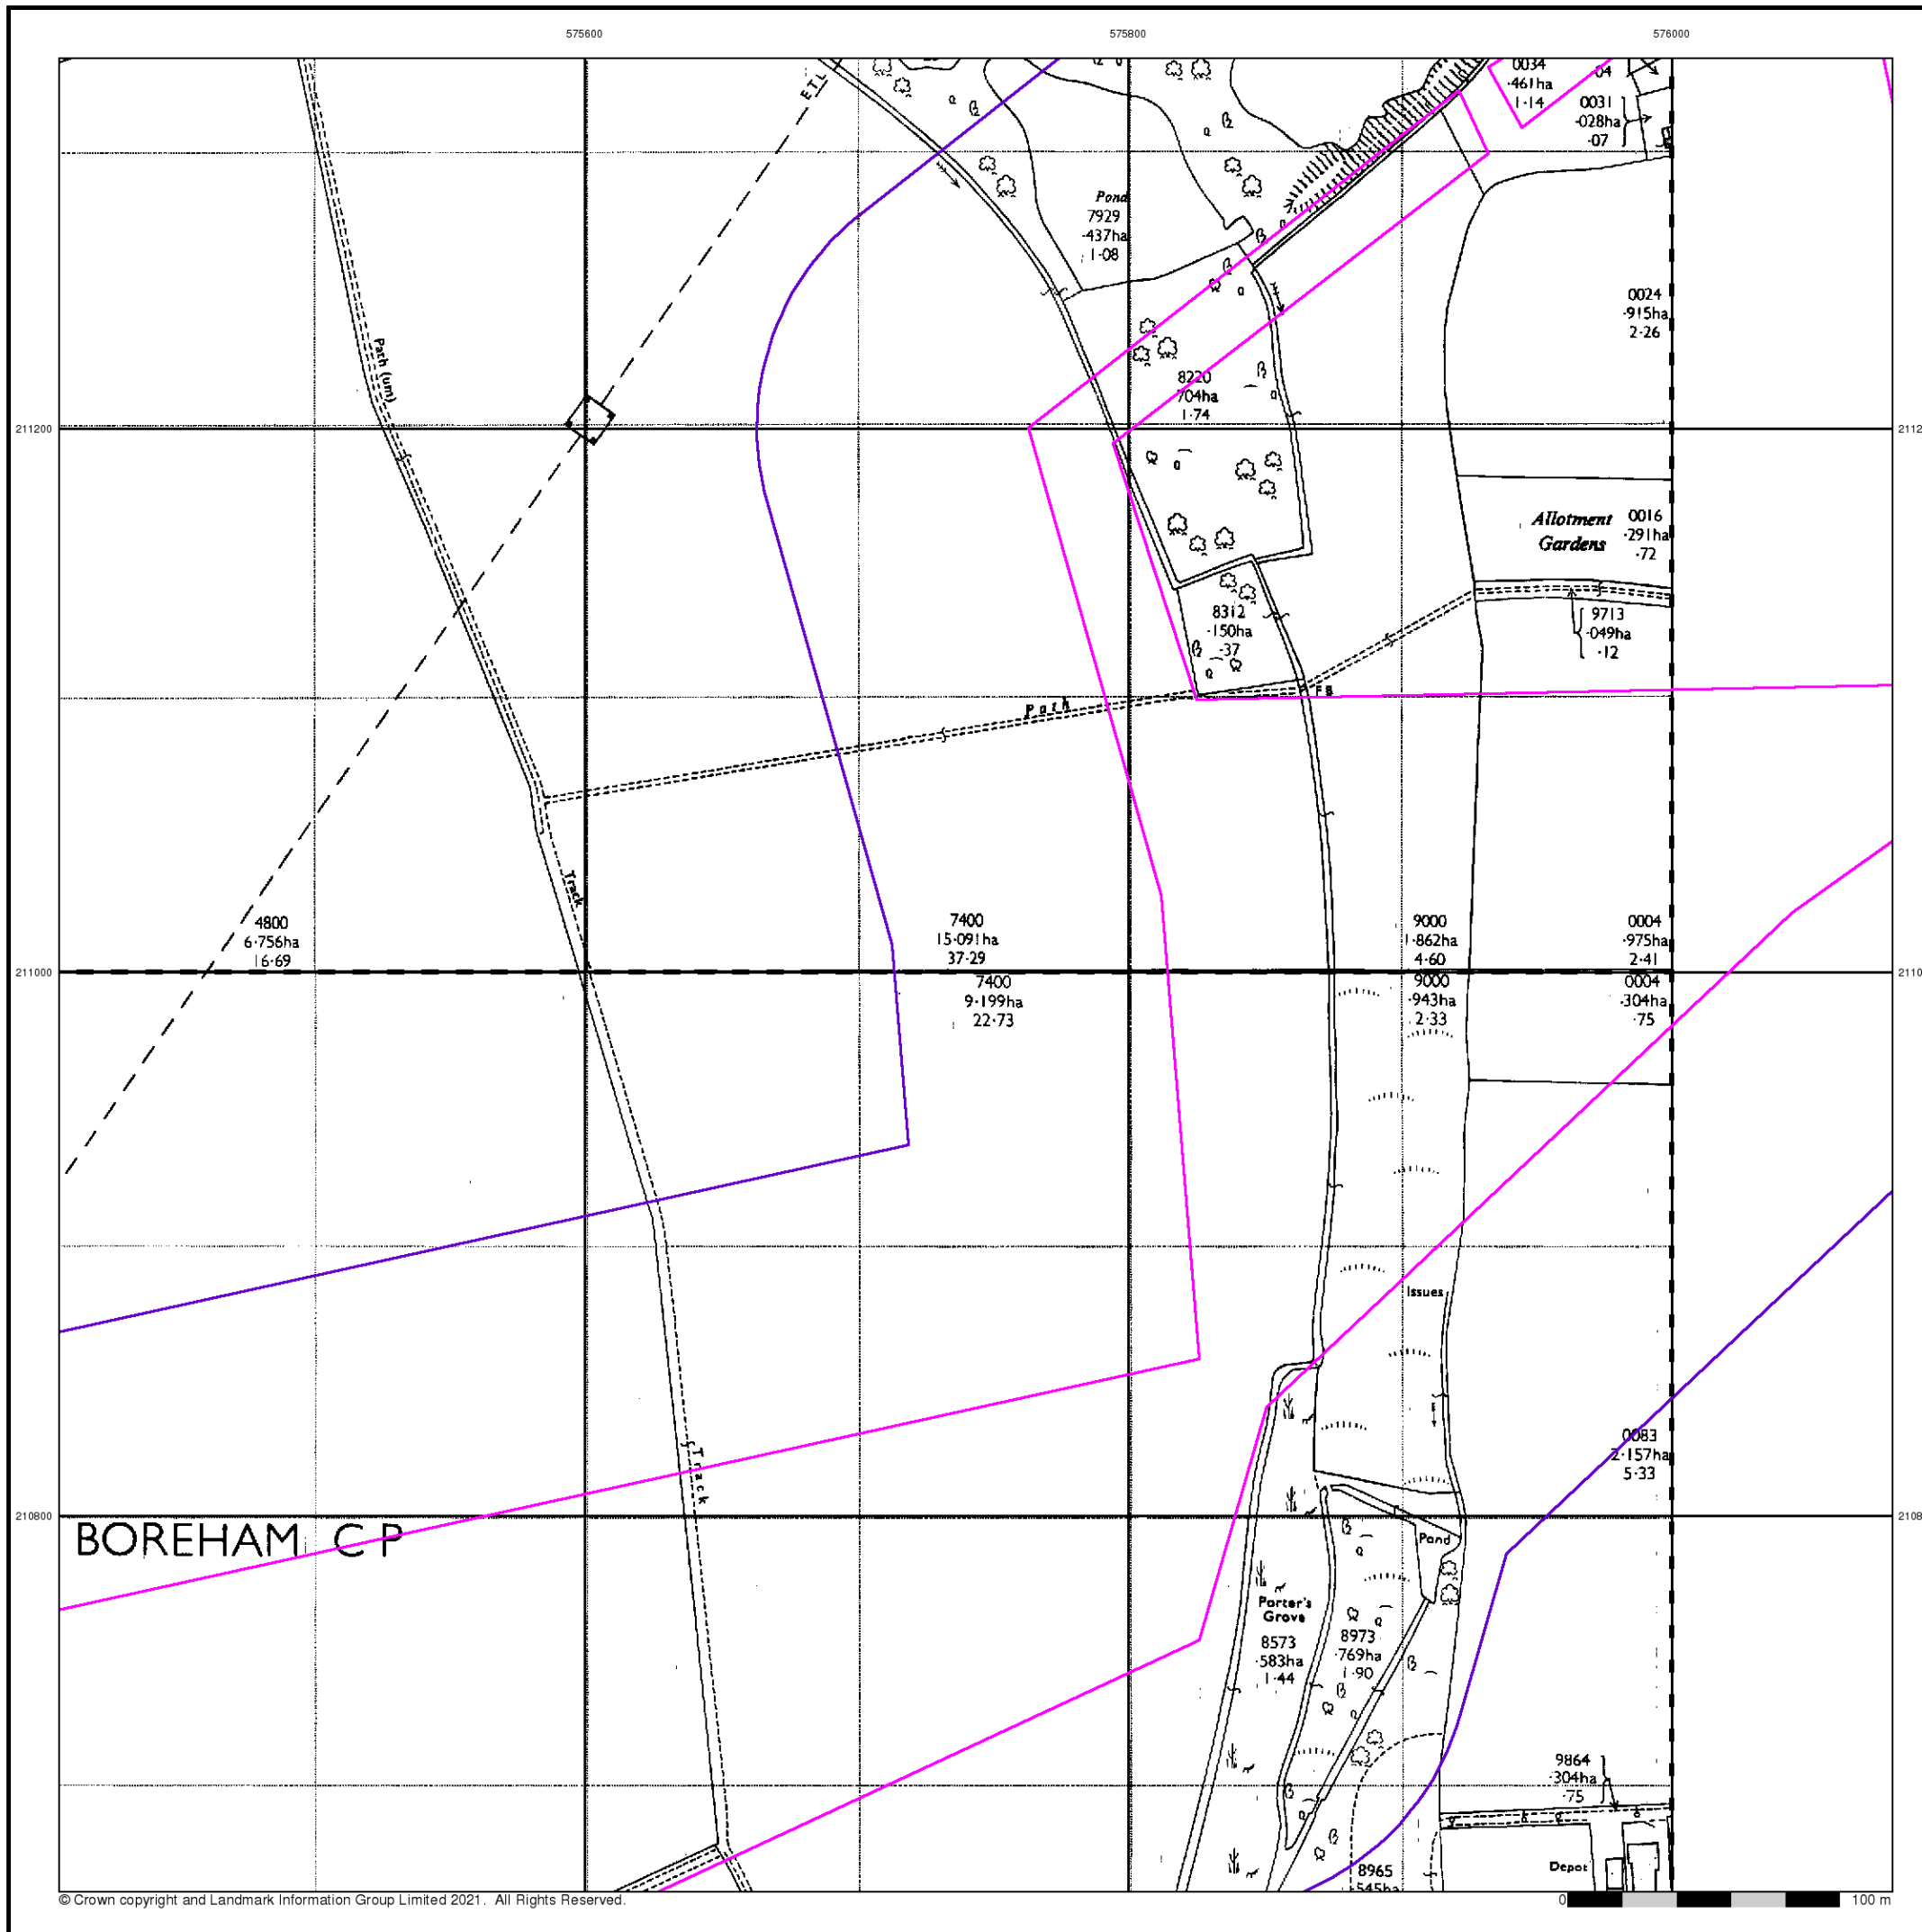 575600
575800
576000
E T L
0034
·461ha
1·14
04
0031
·028ha
·07
Pond
7929
·437ha
1·08
0024
·915ha
2·26
Path (um)
8220
·704ha
1·74
211200
2112
Allotment
Gardens
0016
·291ha
·72
8312
·150ha
·37
9713
·049ha
·12
F B
Path
Track
4800
6·756ha
16·69
7400
15·091ha
37·29
9000
1·862ha
4·60
0004
·975ha
2·41
211000
2110
7400
9·199ha
22·73
9000
·943ha
2·33
0004
·304ha
·75
Issues
0083
2·157ha
5·33
Track
210800
2108
BOREHAM C P
Pond
Porter's
Grove
8573
·583ha
1·44
8973
·769ha
1·90
9864
·304ha
·75
Depot
8965
·545ha
© Crown copyright and Landmark Information Group Limited 2021. All Rights Reserved.
0
100 m